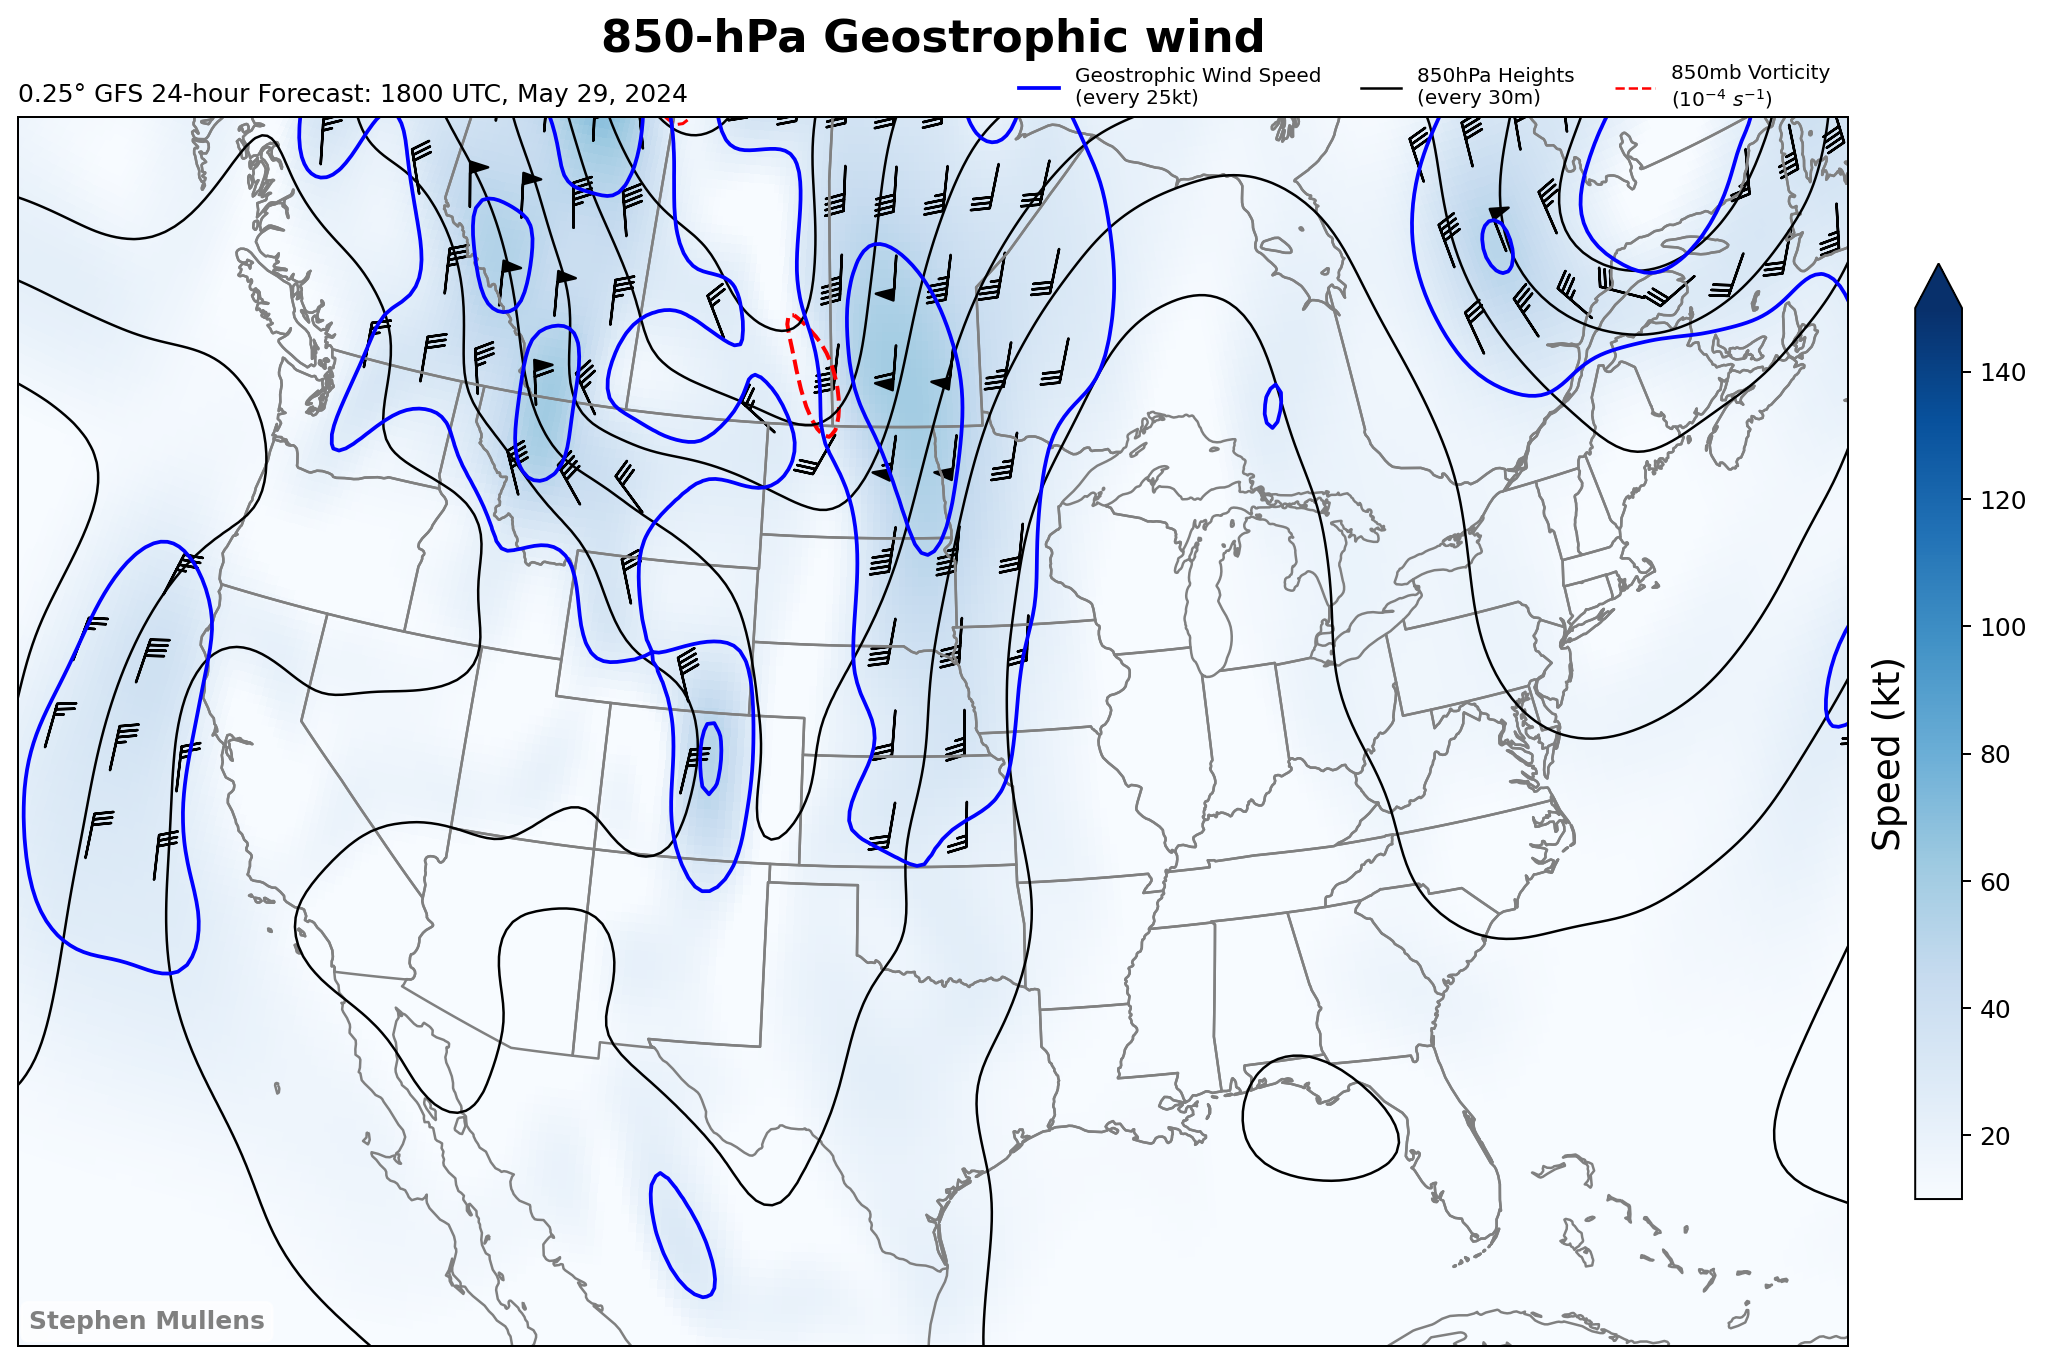 850-hPa Geostrophic wind
0.25° GFS 24-hour Forecast: 1800 UTC, May 29, 2024
Geostrophic Wind Speed
(every 25kt)
850hPa Heights
(every 30m)
850mb Vorticity
(10⁻⁴ s⁻¹)
140
120
100
80
60
40
20
Speed (kt)
Stephen Mullens